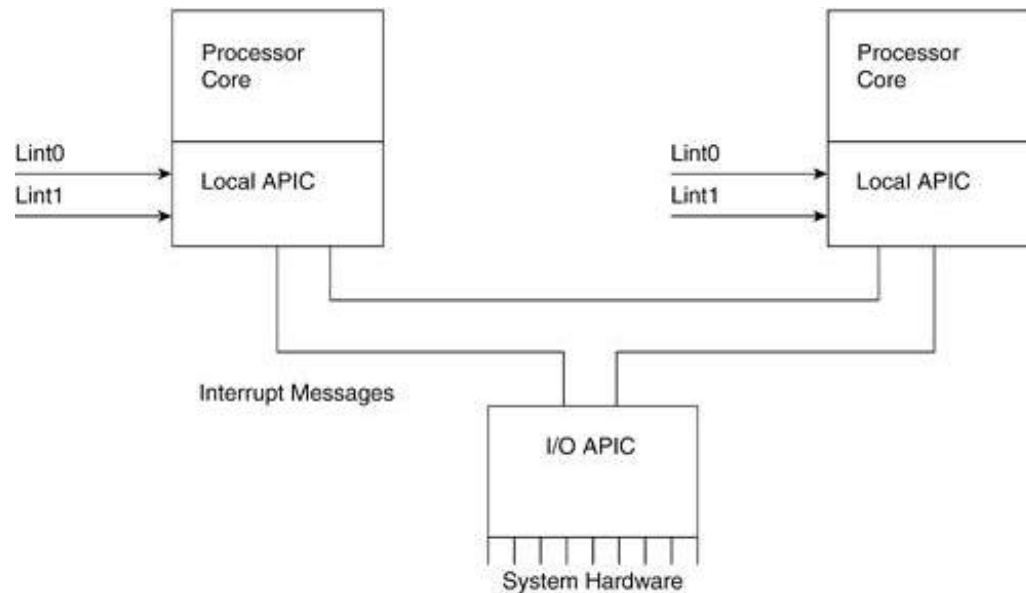 Processor
Core
Processor
Core
Lint0
Lint1
Local APIC
Lint0
Lint1
Local APIC
Interrupt Messages
I/O APIC
System Hardware